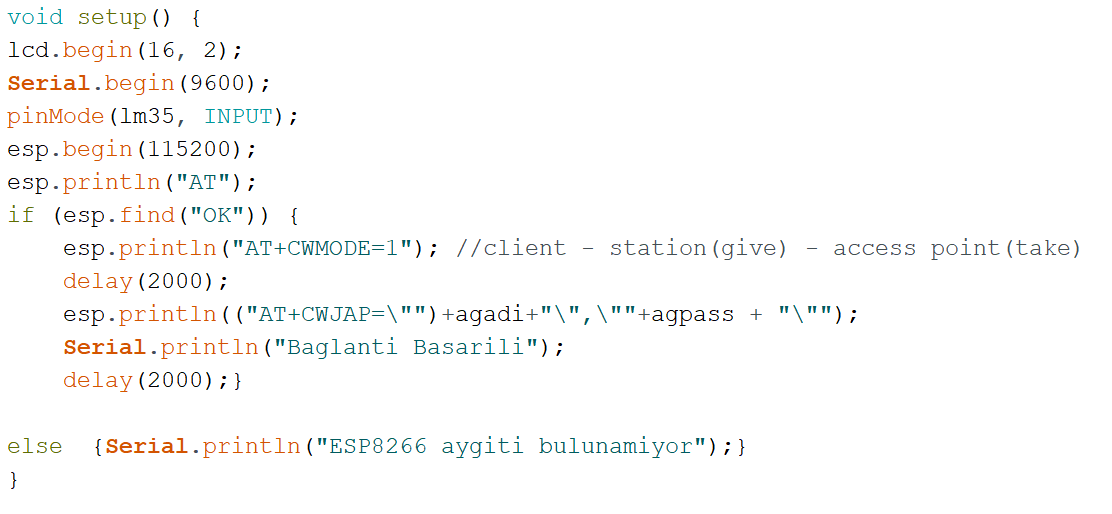 void setup() {
lcd.begin(16, 2);
Serial.begin(9600);
pinMode(lm35, INPUT);
esp.begin(115200);
esp.println("AT");
if (esp.find("OK")) {
    esp.println("AT+CWMODE=1"); //client - station(give) - access point(take)
    delay(2000);
    esp.println(("AT+CWJAP=\"")+agadi+"\",\""+agpass + "\"");
    Serial.println("Baglanti Basarili");
    delay(2000);}
else  {Serial.println("ESP8266 aygiti bulunamiyor");}
}